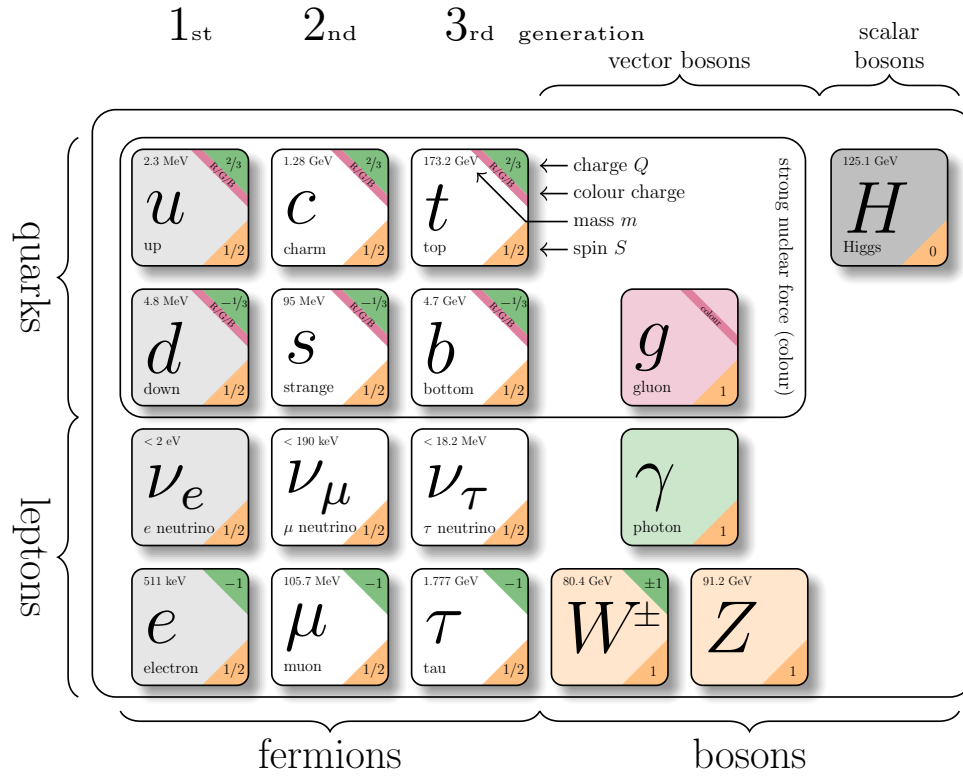 1st 2nd 3rd generation
vector bosons
scalar
bosons
quarks
2.3 MeV 2/3
R/G/B
u
up 1/2
1.28 GeV 2/3
R/G/B
c
charm 1/2
173.2 GeV 2/3
R/G/B
t
top 1/2
charge Q
colour charge
mass m
spin S
strong nuclear force (colour)
125.1 GeV
H
Higgs 0
4.8 MeV −1/3
R/G/B
d
down 1/2
95 MeV −1/3
R/G/B
s
strange 1/2
4.7 GeV −1/3
R/G/B
b
bottom 1/2
colour
g
gluon 1
leptons
< 2 eV
νe
e neutrino 1/2
< 190 keV
νμ
μ neutrino 1/2
< 18.2 MeV
ντ
τ neutrino 1/2
γ
photon 1
511 keV −1
e
electron 1/2
105.7 MeV −1
μ
muon 1/2
1.777 GeV −1
τ
tau 1/2
80.4 GeV ±1
W±
1
91.2 GeV
Z
1
fermions
bosons